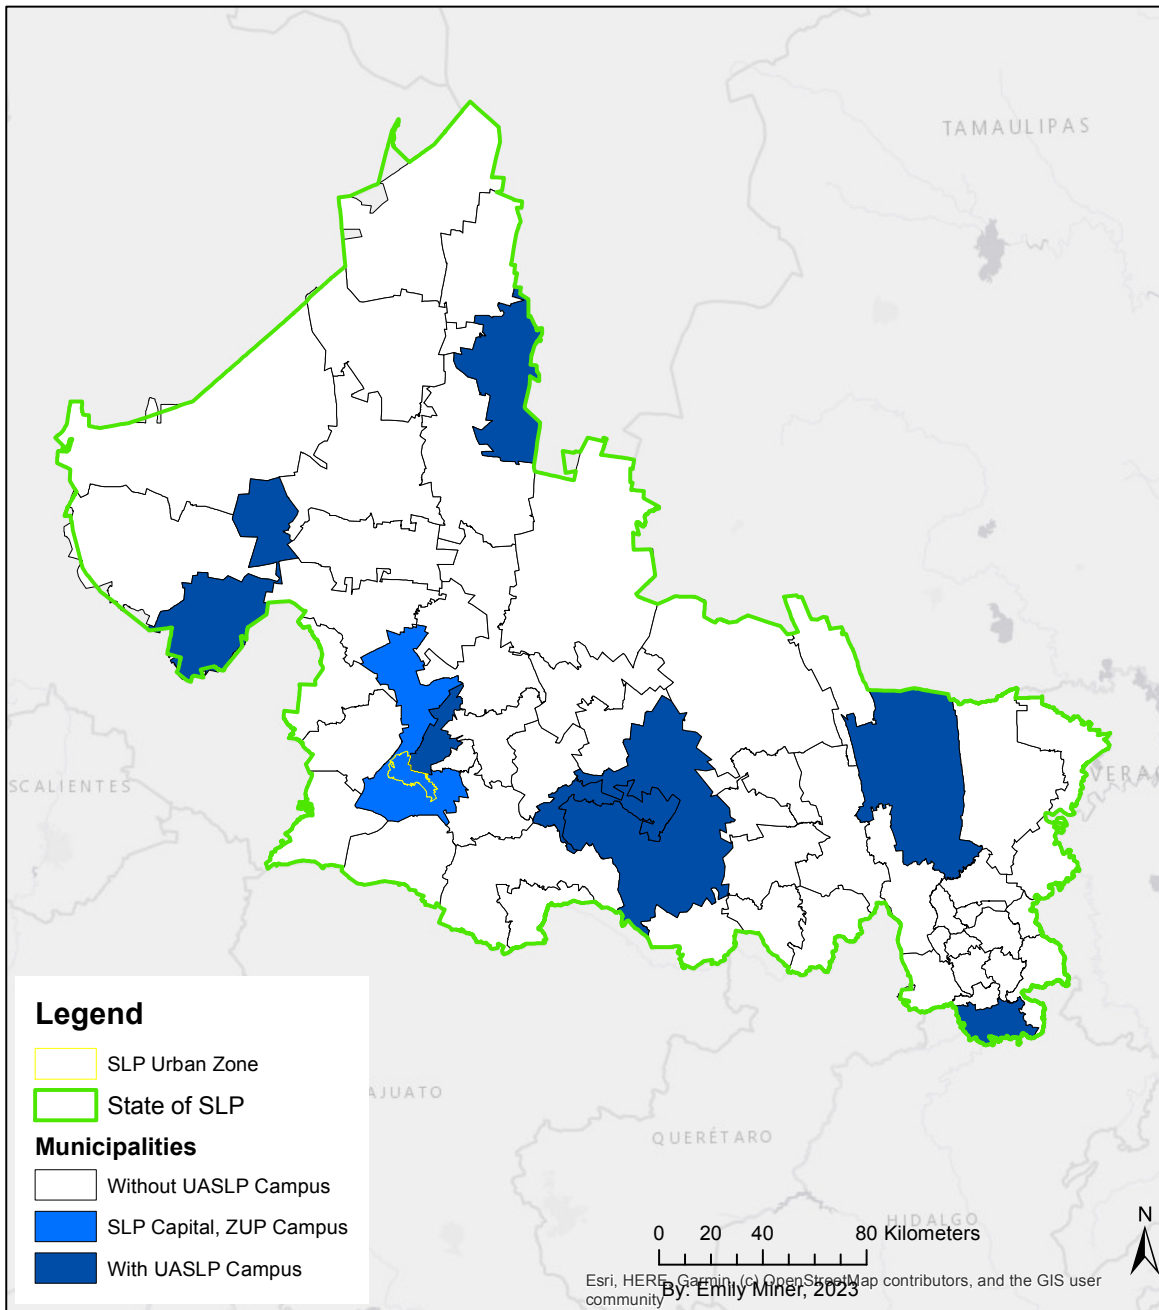 TAMAULIPAS
SCALIENTES
VERAC
Legend
SLP Urban Zone
State of SLP
AJUATO
Municipalities
QUERÉTARO
Without UASLP Campus
SLP Capital, ZUP Campus
With UASLP Campus
HIDALGO
N
0 20 40 80 Kilometers
Esri, HERE, Garmin, (c) OpenStreetMap contributors, and the GIS user
community
By: Emily Miner, 2023